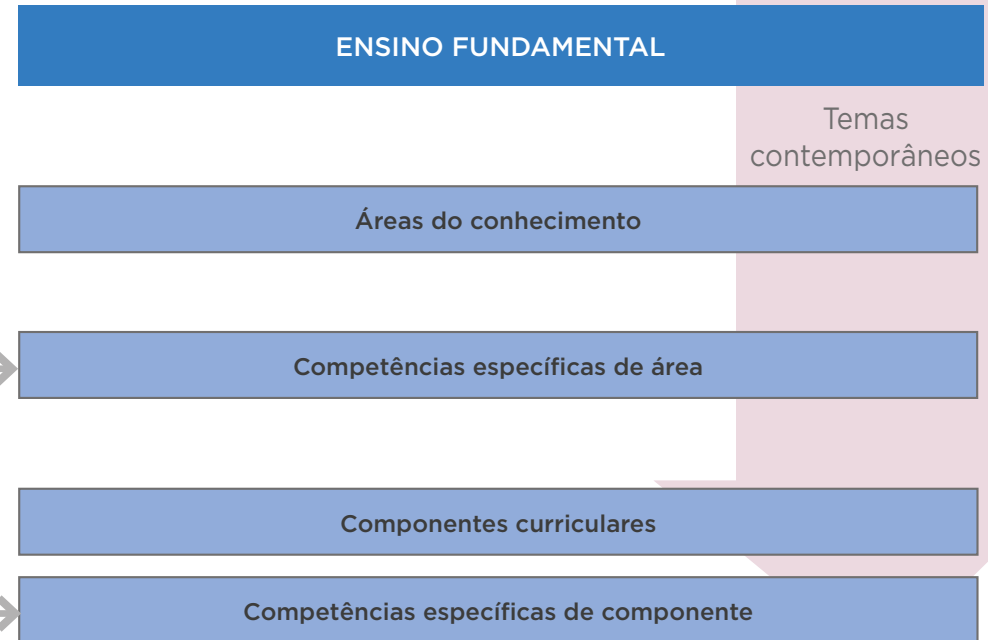 ENSINO FUNDAMENTAL
Temas
contemporâneos
Áreas do conhecimento
Competências específicas de área
Componentes curriculares
Competências específicas de componente